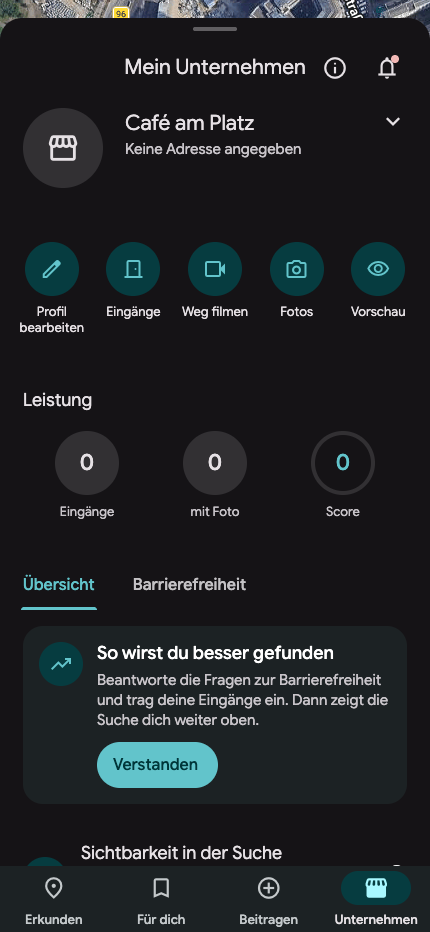 96
Mein Unternehmen
Café am Platz
Keine Adresse angegeben
Profil
bearbeiten
Eingänge
Weg filmen
Fotos
Vorschau
Leistung
0
0
0
Eingänge
mit Foto
Score
Übersicht
Barrierefreiheit
So wirst du besser gefunden
Beantworte die Fragen zur Barrierefreiheit
und trag deine Eingänge ein. Dann zeigt die
Suche dich weiter oben.
Verstanden
Sichtbarkeit in der Suche
Erkunden
Für dich
Beitragen
Unternehmen